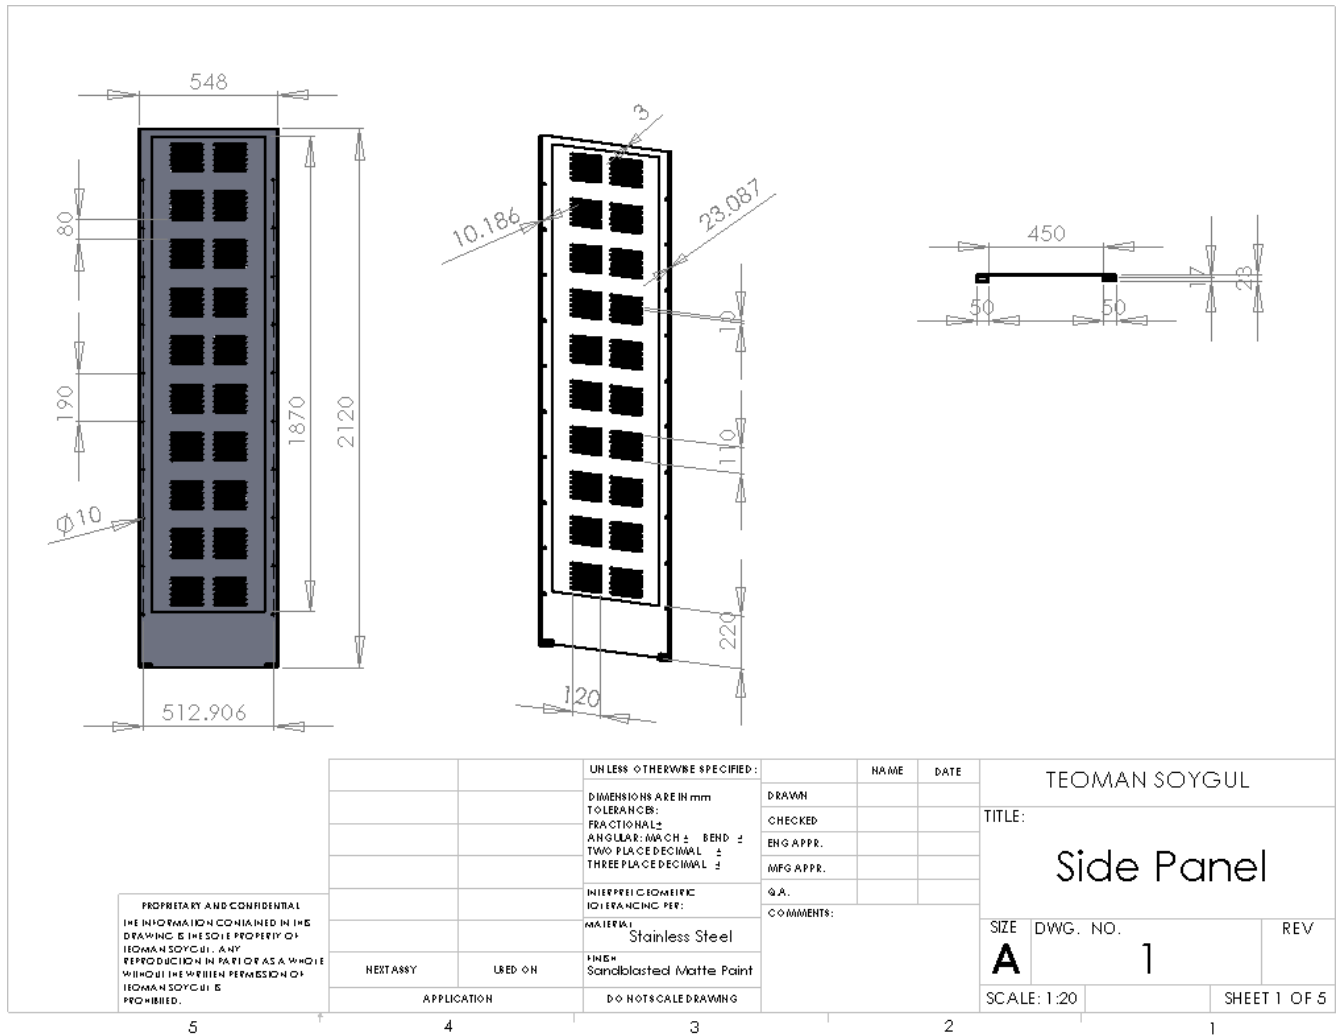 548
3
10.186
23.087
80
450
17
23
50
50
10
190
1870
2120
110
Ø10
220
512.906
120
UNLESS OTHERWISE SPECIFIED:
DIMENSIONS ARE IN mm
TOLERANCES:
FRACTIONAL±
ANGULAR: MACH± BEND ±
TWO PLACE DECIMAL ±
THREE PLACE DECIMAL ±
INTERPRET GEOMETRIC
TOLERANCING PER:
MATERIAL
Stainless Steel
FINISH
Sandblasted Matte Paint
DO NOT SCALE DRAWING
NEXT ASSY USED ON
APPLICATION
NAME DATE
DRAWN
CHECKED
ENG APPR.
MFG APPR.
Q.A.
COMMENTS:
TEOMAN SOYGUL
TITLE:
Side Panel
SIZE DWG. NO. REV
A 1
SCALE: 1:20 SHEET 1 OF 5
PROPRIETARY AND CONFIDENTIAL
THE INFORMATION CONTAINED IN THIS
DRAWING IS THE SOLE PROPERTY OF
TEOMAN SOYGUL. ANY
REPRODUCTION IN PART OR AS A WHOLE
WITHOUT THE WRITTEN PERMISSION OF
TEOMAN SOYGUL IS
PROHIBITED.
5 4 3 2 1